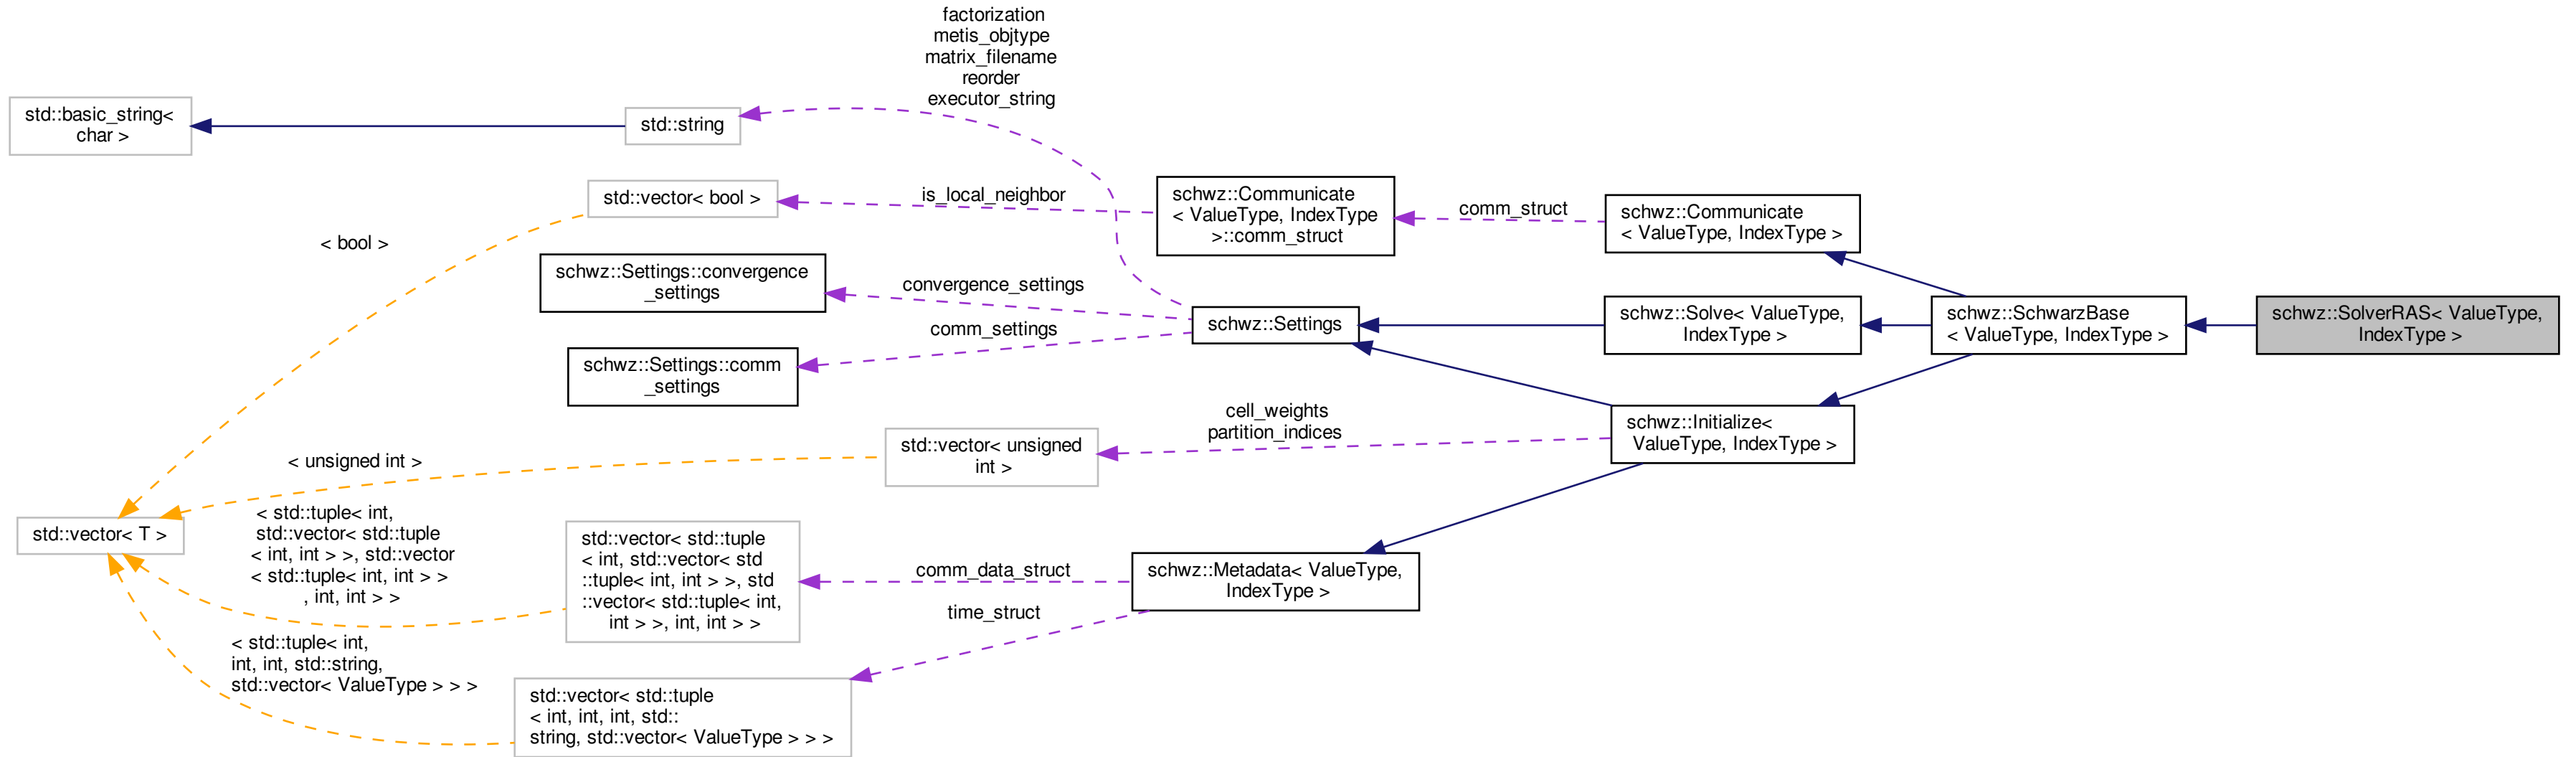 factorization
metis_objtype
matrix_filename
reorder
executor_string
std::basic_string<
char >
std::string
std::vector< bool >
is_local_neighbor
schwz::Communicate
< ValueType, IndexType
>::comm_struct
comm_struct
schwz::Communicate
< ValueType, IndexType >
< bool >
schwz::Settings::convergence
_settings
convergence_settings
schwz::Settings::comm
_settings
comm_settings
schwz::Settings
schwz::Solve< ValueType,
IndexType >
schwz::SchwarzBase
< ValueType, IndexType >
schwz::SolverRAS< ValueType,
IndexType >
cell_weights
partition_indices
schwz::Initialize<
ValueType, IndexType >
std::vector< unsigned
int >
< unsigned int >
std::vector< T >
< std::tuple< int,
std::vector< std::tuple
< int, int > >, std::vector
< std::tuple< int, int > >
, int, int > >
std::vector< std::tuple
< int, std::vector< std
::tuple< int, int > >, std
::vector< std::tuple< int,
int > >, int, int > >
comm_data_struct
schwz::Metadata< ValueType,
IndexType >
time_struct
< std::tuple< int,
int, int, std::string,
std::vector< ValueType > > >
std::vector< std::tuple
< int, int, int, std::
string, std::vector< ValueType > > >